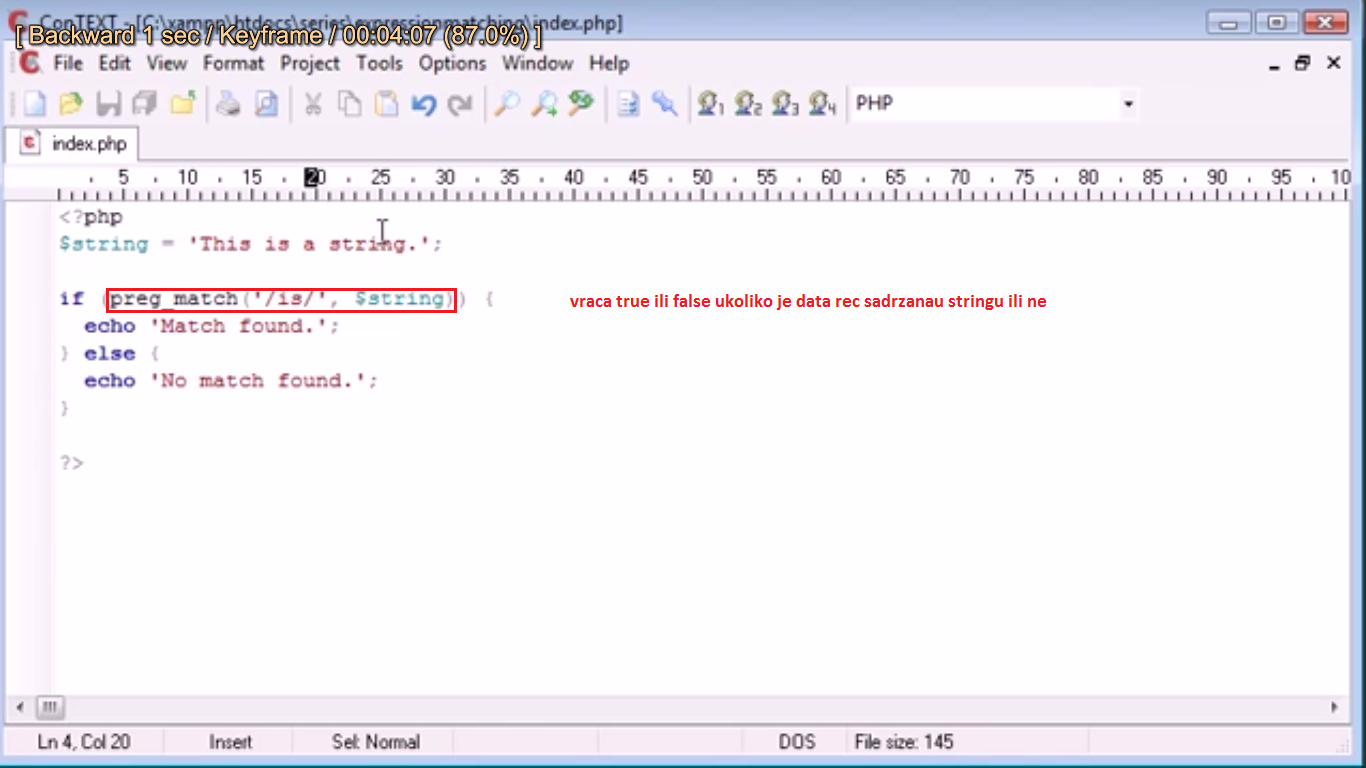 ConTEXT - [C:\xampp\htdocs\series\expressionmatching\index.php]
[ Backward 1 sec / Keyframe / 00:04:07 (87.0%) ]
File Edit View Format Project Tools Options Window Help
1 2 3 4 PHP
index.php
5 10 15 20 25 30 35 40 45 50 55 60 65 70 75 80 85 90 95 10
<?php
$string = 'This is a string.';
if (preg_match('/is/', $string)) { vraca true ili false ukoliko je data rec sadrzanau stringu ili ne
echo 'Match found.';
} else {
echo 'No match found.';
}
?>
Ln 4, Col 20 Insert Sel: Normal DOS File size: 145